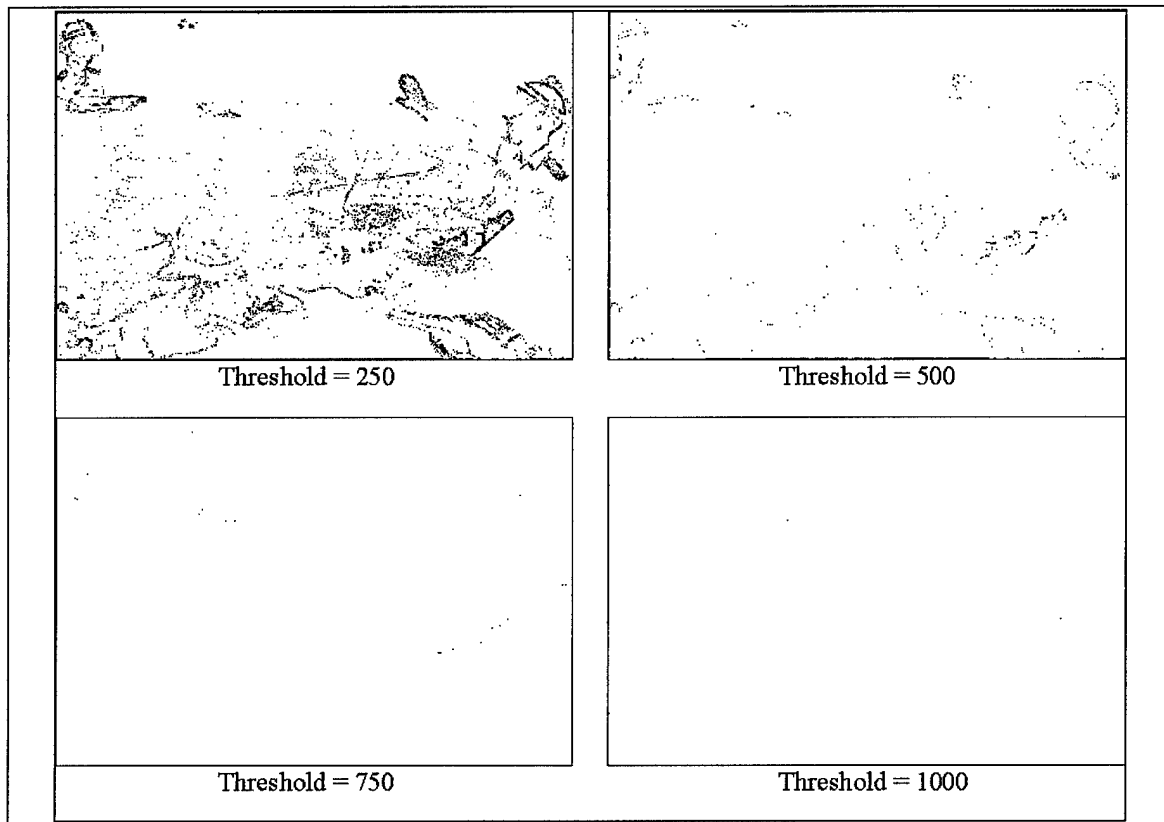 Threshold = 250
Threshold = 500
Threshold = 750
Threshold = 1000